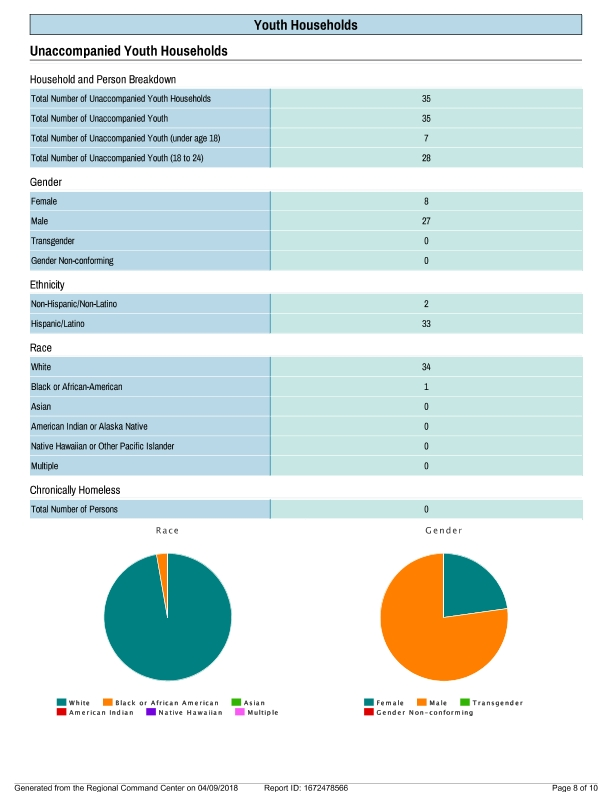 Youth Households
Unaccompanied Youth Households
Household and Person Breakdown
Total Number of Unaccompanied Youth Households 35
Total Number of Unaccompanied Youth 35
Total Number of Unaccompanied Youth (under age 18) 7
Total Number of Unaccompanied Youth (18 to 24) 28
Gender
Female 8
Male 27
Transgender 0
Gender Non-conforming 0
Ethnicity
Non-Hispanic/Non-Latino 2
Hispanic/Latino 33
Race
White 34
Black or African-American 1
Asian 0
American Indian or Alaska Native 0
Native Hawaiian or Other Pacific Islander 0
Multiple 0
Chronically Homeless
Total Number of Persons 0
Race
White Black or African American Asian
American Indian Native Hawaiian Multiple
Gender
Female Male Transgender
Gender Non-conforming
Generated from the Regional Command Center on 04/09/2018 Report ID: 1672478566 Page 8 of 10